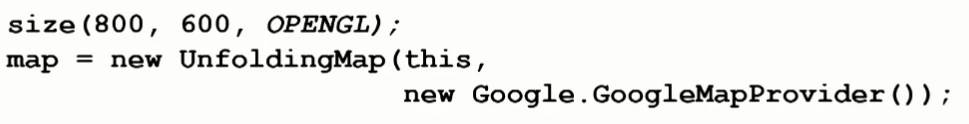 size(800, 600, OPENGL);
map = new UnfoldingMap(this,
new Google.GoogleMapProvider());